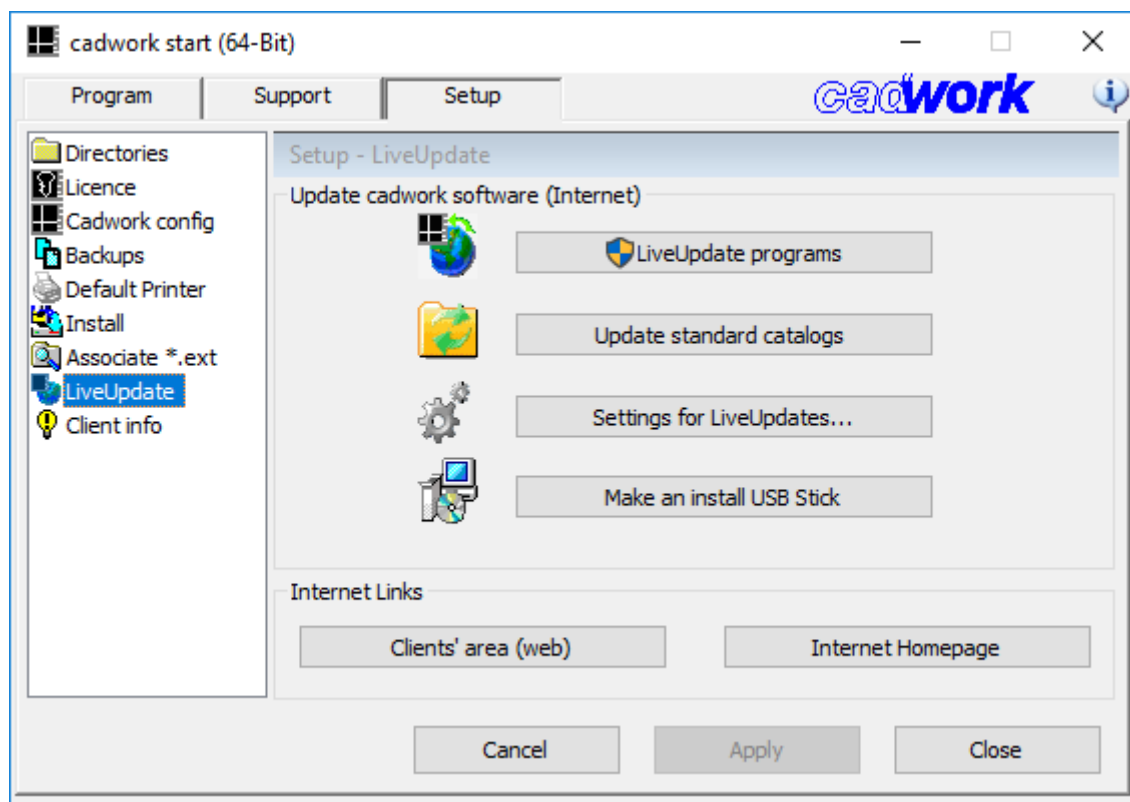 cadwork start (64-Bit)
Program Support Setup
cadwork
Directories
Licence
Cadwork config
Backups
Default Printer
Install
Associate *.ext
LiveUpdate
Client info
Setup - LiveUpdate
Update cadwork software (Internet)
LiveUpdate programs
Update standard catalogs
Settings for LiveUpdates...
Make an install USB Stick
Internet Links
Clients' area (web) Internet Homepage
Cancel Apply Close